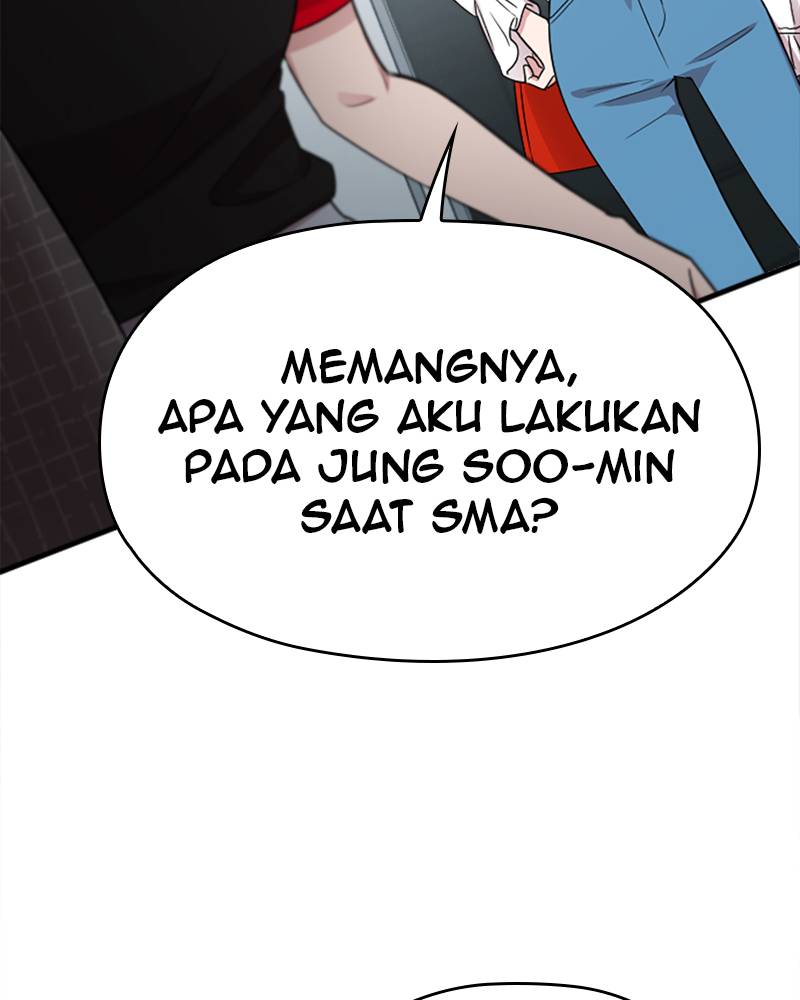 MEMANGNYA,
APA YANG AKU LAKUKAN
PADA JUNG SOO-MIN
SAAT SMA?